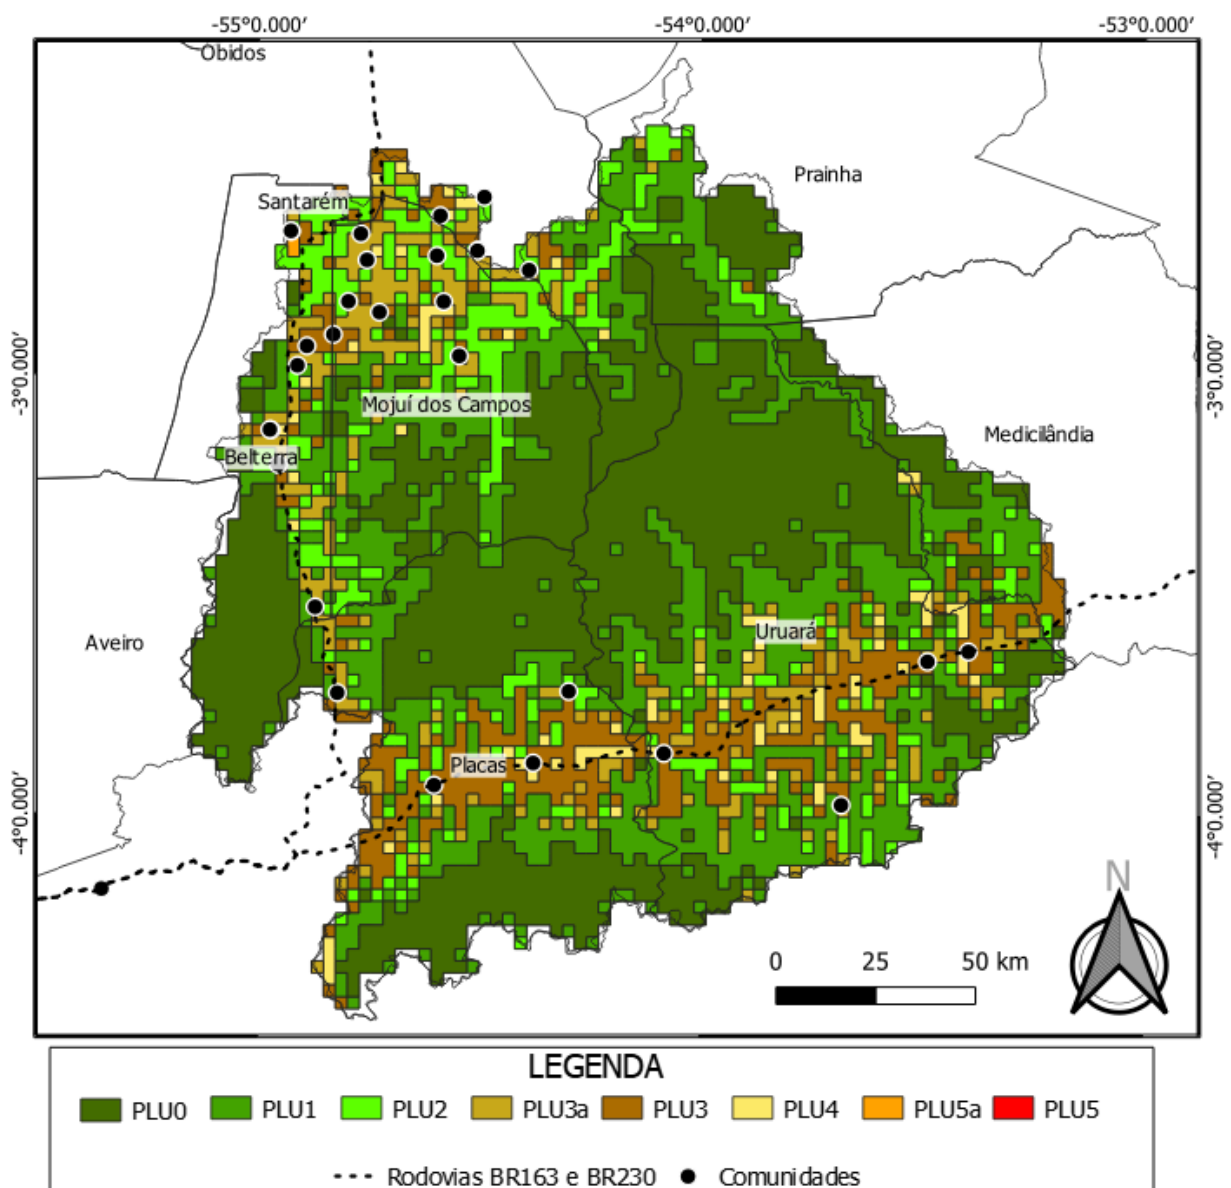 -55°0.000′ -54°0.000′ -53°0.000′
Obidos
Prainha
Santarém
-3°0.000′ -3°0.000′
Mojuí dos Campos
Medicilândia
Belterra
Uruará
Aveiro
Placas
-4°0.000′ -4°0.000′
N
0 25 50 km
LEGENDA
PLU0 PLU1 PLU2 PLU3a PLU3 PLU4 PLU5a PLU5
Rodovias BR163 e BR230 Comunidades